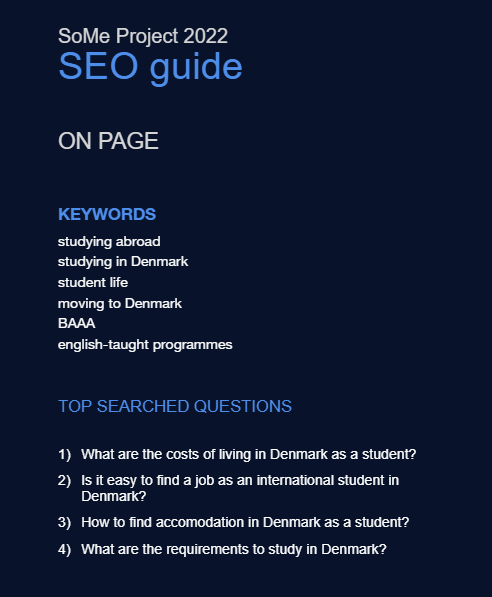 SoMe Project 2022
SEO guide
ON PAGE
KEYWORDS
studying abroad
studying in Denmark
student life
moving to Denmark
BAAA
english-taught programmes
TOP SEARCHED QUESTIONS
1) What are the costs of living in Denmark as a student?
2) Is it easy to find a job as an international student in
Denmark?
3) How to find accomodation in Denmark as a student?
4) What are the requirements to study in Denmark?